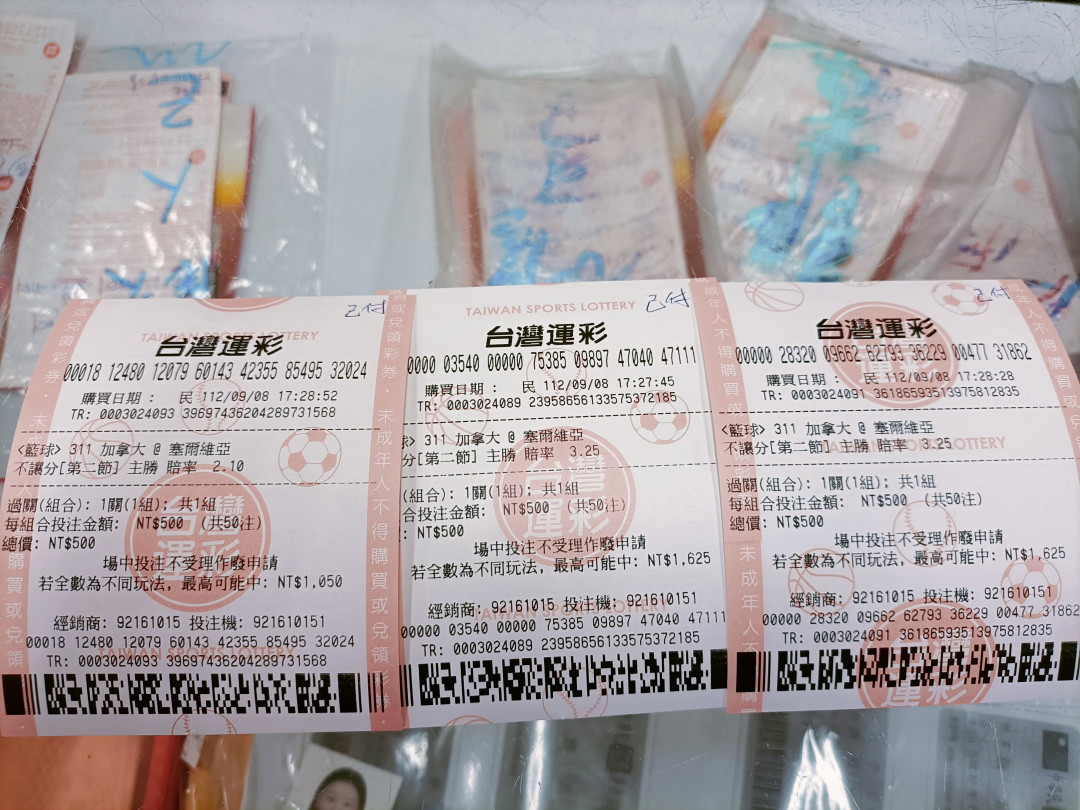 已付
TAIWAN SPORTS LOTTERY
台灣運彩
00018 12480 12079 60143 42355 85495 32024
購買日期： 民 112/09/08 17:28:52
TR: 0003024093 39697436204289731568
<籃球> 311 加拿大 @ 塞爾維亞
不讓分[第二節] 主勝 賠率 2.10
過關(組合): 1關(1組); 共1組
每組合投注金額: NT$500 (共50注)
總價: NT$500
場中投注不受理作廢申請
若全數為不同玩法, 最高可能中: NT$1,050
經銷商: 92161015 投注機: 921610151
00018 12480 12079 60143 42355 85495 32024
TR: 0003024093 39697436204289731568
已付
TAIWAN SPORTS LOTTERY
台灣運彩
0000 03540 00000 75385 09897 47040 47111
購買日期： 民 112/09/08 17:27:45
TR: 0003024089 23958656133575372185
> 311 加拿大 @ 塞爾維亞
分[第二節] 主勝 賠率 3.25
(組合): 1關(1組); 共1組
合投注金額: NT$500 (共50注)
: NT$500
場中投注不受理作廢申請
若全數為不同玩法, 最高可能中: NT$1,625
經銷商: 92161015 投注機: 921610151
00000 03540 00000 75385 09897 47040 47111
TR: 0003024089 23958656133575372185
已付
台灣運彩
00000 28320 09662 62793 36229 00477 31862
購買日期： 民 112/09/08 17:28:28
TR: 0003024091 36186593513975812835
<籃球> 311 加拿大 @ 塞爾維亞
不讓分[第二節] 主勝 賠率 3.25
過關(組合): 1關(1組); 共1組
每組合投注金額: NT$500 (共50注)
總價: NT$500
場中投注不受理作廢申請
若全數為不同玩法, 最高可能中: NT$1,625
經銷商: 92161015 投注機: 921610151
00000 28320 09662 62793 36229 00477 31862
TR: 0003024091 36186593513975812835